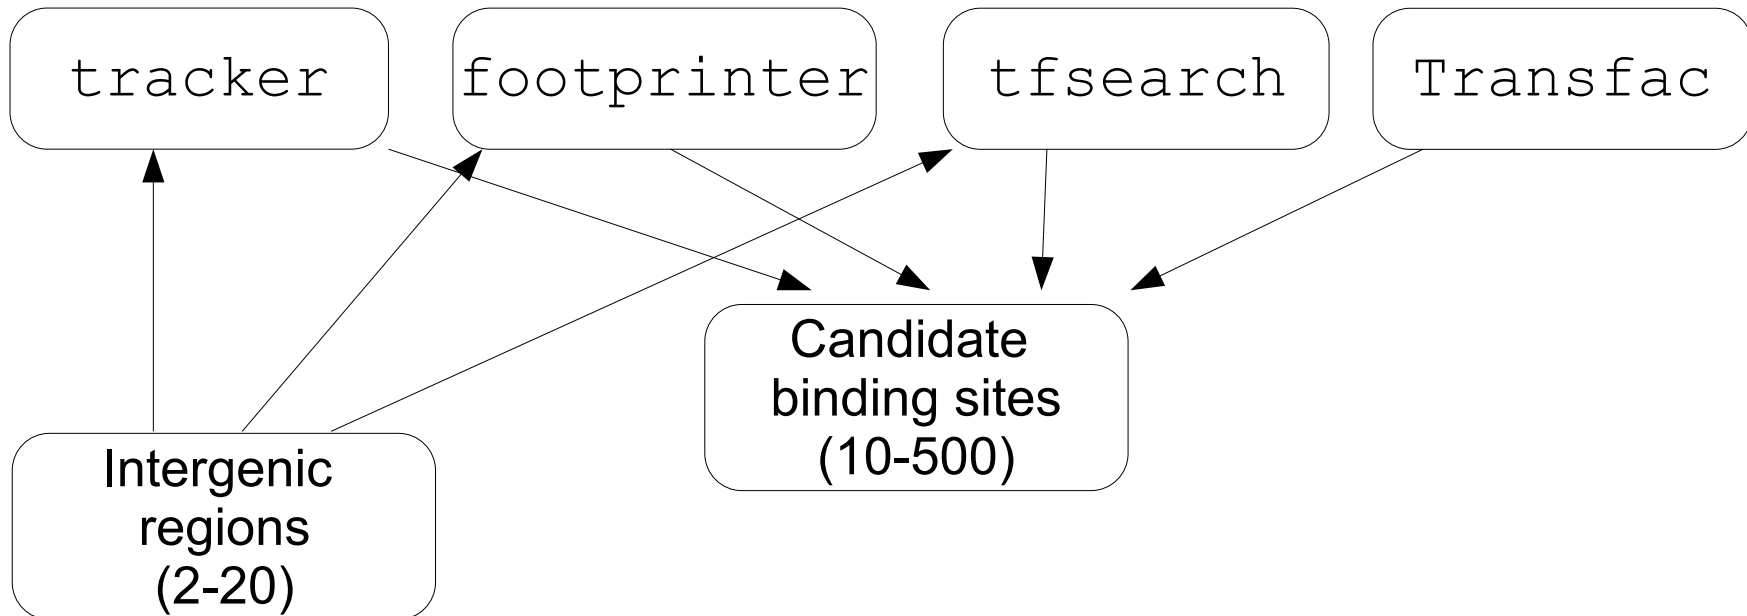 tracker
footprinter
tfsearch
Transfac
Candidate
binding sites
(10-500)
Intergenic
regions
(2-20)